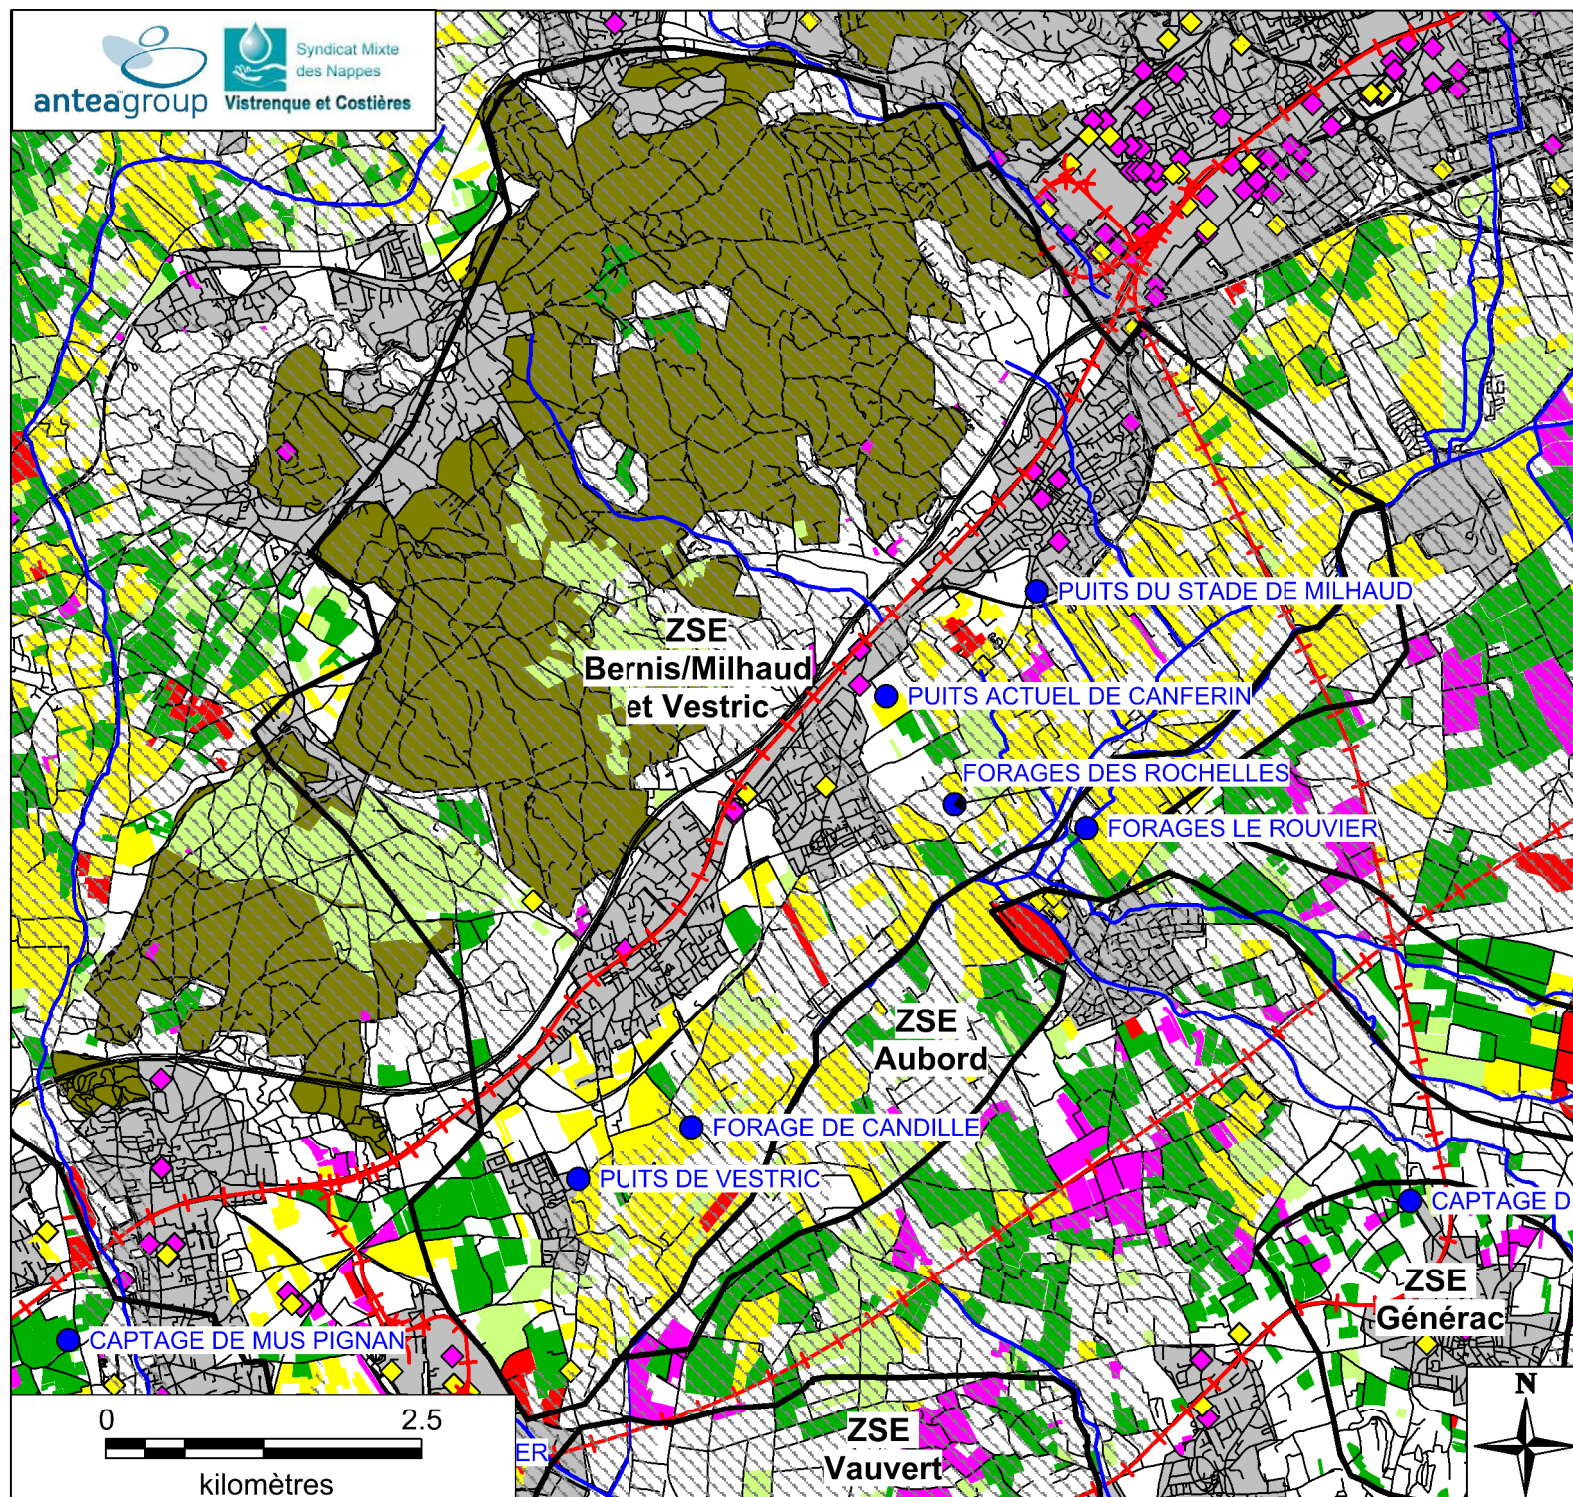 anteagroup
Syndicat Mixte
des Nappes
Vistrenque et Costières
PUITS DU STADE DE MILHAUD
ZSE
Bernis/Milhaud
et Vestric
PUITS ACTUEL DE CANFERIN
FORAGES DES ROCHELLES
FORAGES LE ROUVIER
ZSE
Aubord
FORAGE DE CANDILLE
PUITS DE VESTRIC
CAPTAGE D
ZSE
Générac
CAPTAGE DE MUS PIGNAN
N
0 2.5
kilomètres
ER
ZSE
Vauvert